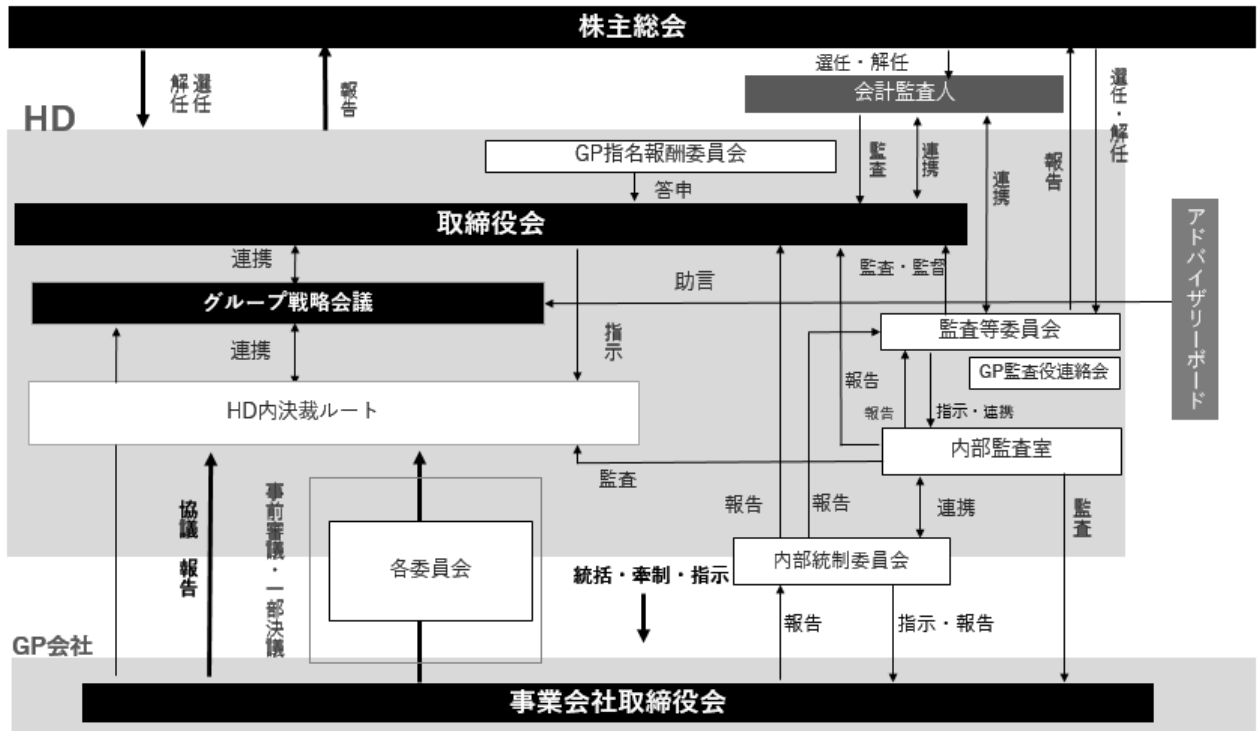 株主総会
選任
解任
報告
選任・解任
会計監査人
選任・解任
HD
GP指名報酬委員会
答申
監査
連携
連携
報告
取締役会
アドバイザリーボード
連携
監査・監督
助言
グループ戦略会議
指示
監査等委員会
連携
GP監査役連絡会
報告
HD内決裁ルート
報告
指示・連携
内部監査室
監査
協議 報告
事前審議・一部決議
報告
報告
連携
監査
各委員会
内部統制委員会
統括・牽制・指示
報告
指示・報告
GP会社
事業会社取締役会